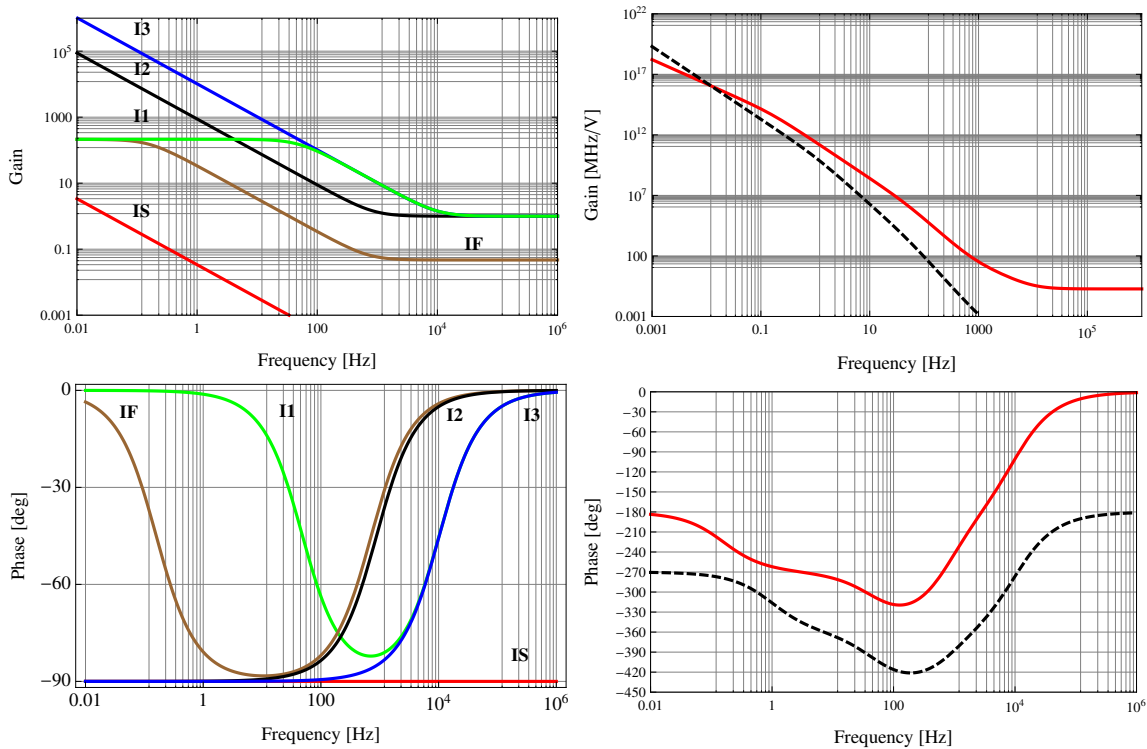 I3
I2
I1
IS
IF
10^5
1000
10
0.1
0.001
0.01
1
100
10^4
10^6
Gain
Frequency [Hz]
10^22
10^17
10^12
10^7
100
0.001
0.001
0.1
10
1000
10^5
Gain [MHz/V]
Frequency [Hz]
0
−30
−60
−90
IF
I1
I2
I3
IS
0.01
1
100
10^4
10^6
Phase [deg]
Frequency [Hz]
0
−30
−60
−90
−120
−150
−180
−210
−240
−270
−300
−330
−360
−390
−420
−450
0.01
1
100
10^4
10^6
Phase [deg]
Frequency [Hz]